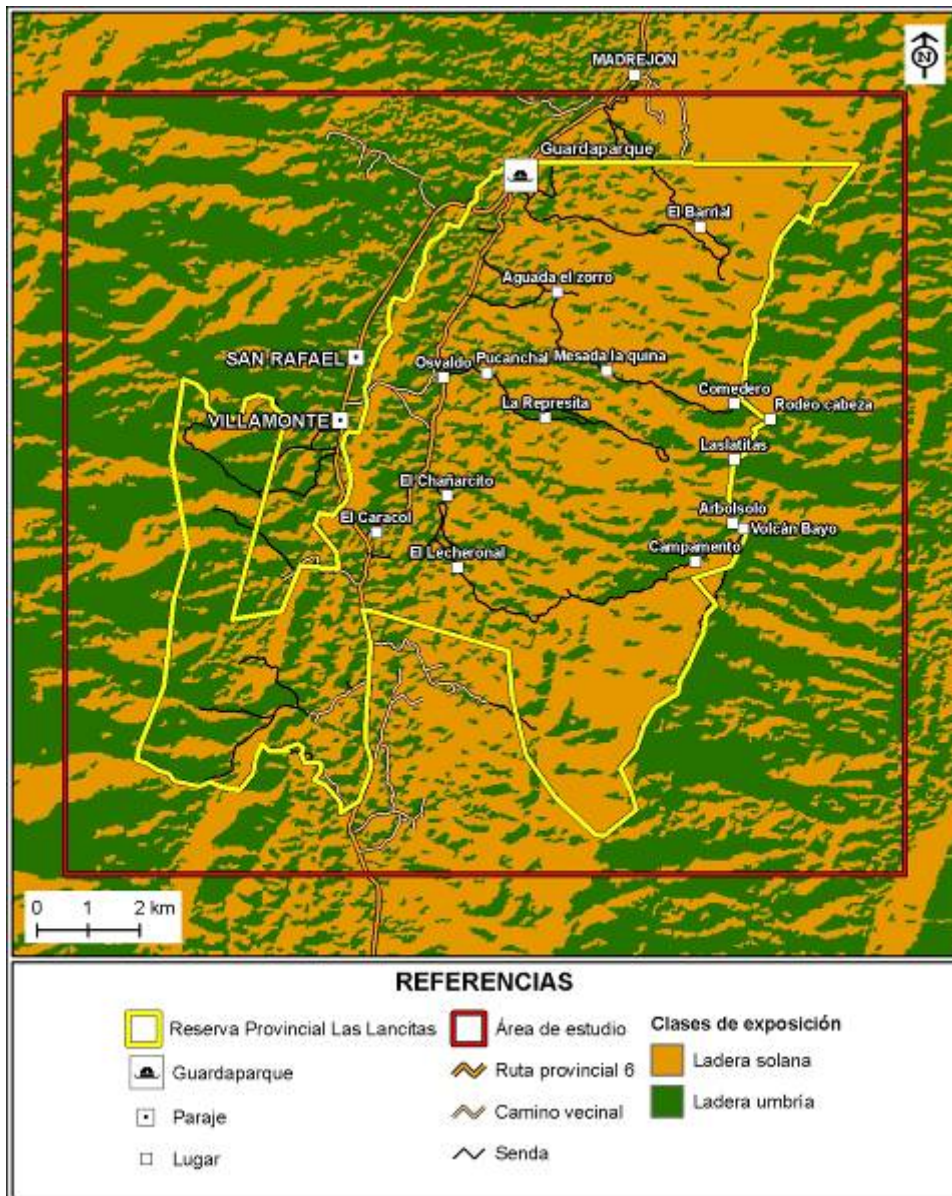 MADREJON
N
Guardaparque
El Barrial
Aguada el zorro
SAN RAFAEL
Osvaldo
Pucanchal
Mesada la quina
VILLAMONTE
La Represita
Comedero
Rodeo cabeza
Laslatitas
El Chañarcito
El Caracol
Arbolsolo
Volcán Bayo
El Lecheronal
Campamento
0 1 2 km
REFERENCIAS
Reserva Provincial Las Lancitas
Guardaparque
Paraje
Lugar
Área de estudio
Ruta provincial 6
Camino vecinal
Senda
Clases de exposición
Ladera solana
Ladera umbría